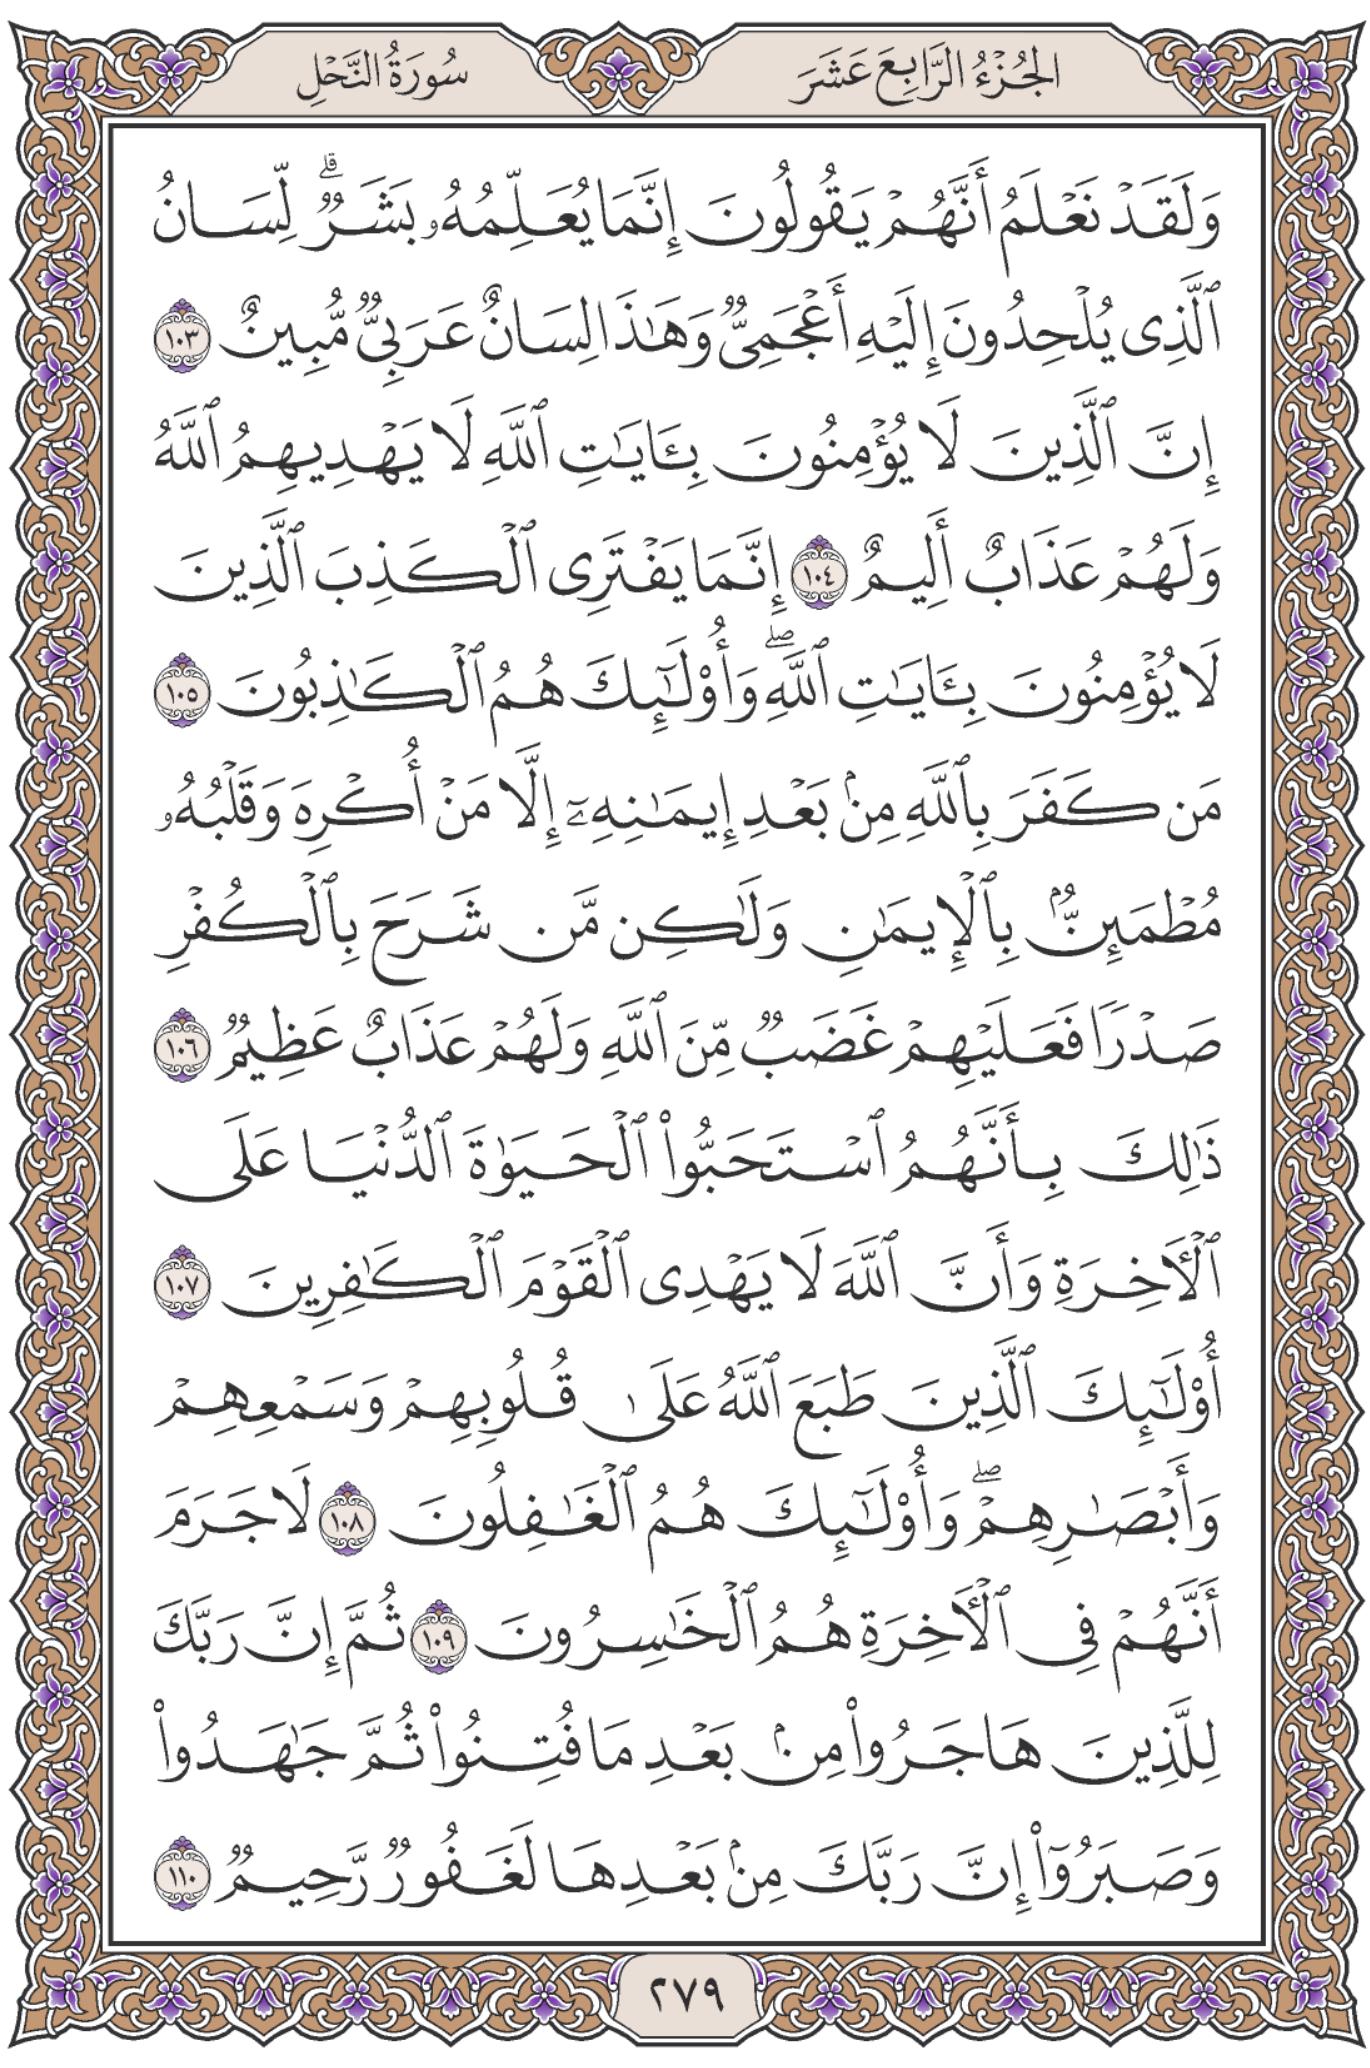 الجُزْءُ الرَّابِعَ عَشَرَ
سُورَةُ النَّحْلِ
وَلَقَدْ نَعْلَمُ أَنَّهُمْ يَقُولُونَ إِنَّمَا يُعَلِّمُهُۥ بَشَرٌۗ لِّسَانُ
ٱلَّذِى يُلْحِدُونَ إِلَيْهِ أَعْجَمِىٌّ وَهَٰذَا لِسَانٌ عَرَبِىٌّ مُّبِينٌ ١٠٣
إِنَّ ٱلَّذِينَ لَا يُؤْمِنُونَ بِـَٔايَٰتِ ٱللَّهِ لَا يَهْدِيهِمُ ٱللَّهُ
وَلَهُمْ عَذَابٌ أَلِيمٌ ١٠٤ إِنَّمَا يَفْتَرِى ٱلْكَذِبَ ٱلَّذِينَ
لَا يُؤْمِنُونَ بِـَٔايَٰتِ ٱللَّهِۖ وَأُو۟لَٰٓئِكَ هُمُ ٱلْكَٰذِبُونَ ١٠٥
مَن كَفَرَ بِٱللَّهِ مِنۢ بَعْدِ إِيمَٰنِهِۦٓ إِلَّا مَنْ أُكْرِهَ وَقَلْبُهُۥ
مُطْمَئِنٌّۢ بِٱلْإِيمَٰنِ وَلَٰكِن مَّن شَرَحَ بِٱلْكُفْرِ
صَدْرًا فَعَلَيْهِمْ غَضَبٌ مِّنَ ٱللَّهِ وَلَهُمْ عَذَابٌ عَظِيمٌ ١٠٦
ذَٰلِكَ بِأَنَّهُمُ ٱسْتَحَبُّوا۟ ٱلْحَيَوٰةَ ٱلدُّنْيَا عَلَى
ٱلْـَٔاخِرَةِ وَأَنَّ ٱللَّهَ لَا يَهْدِى ٱلْقَوْمَ ٱلْكَٰفِرِينَ ١٠٧
أُو۟لَٰٓئِكَ ٱلَّذِينَ طَبَعَ ٱللَّهُ عَلَىٰ قُلُوبِهِمْ وَسَمْعِهِمْ
وَأَبْصَٰرِهِمْۖ وَأُو۟لَٰٓئِكَ هُمُ ٱلْغَٰفِلُونَ ١٠٨ لَا جَرَمَ
أَنَّهُمْ فِى ٱلْـَٔاخِرَةِ هُمُ ٱلْخَٰسِرُونَ ١٠٩ ثُمَّ إِنَّ رَبَّكَ
لِلَّذِينَ هَاجَرُوا۟ مِنۢ بَعْدِ مَا فُتِنُوا۟ ثُمَّ جَٰهَدُوا۟
وَصَبَرُوٓا۟ إِنَّ رَبَّكَ مِنۢ بَعْدِهَا لَغَفُورٌ رَّحِيمٌ ١١٠
٢٧٩